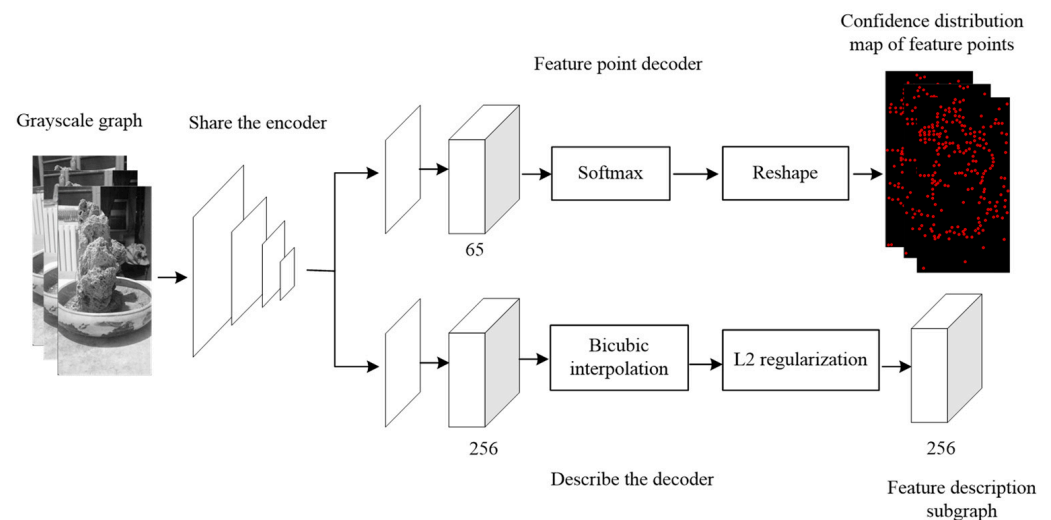 Confidence distribution
map of feature points
Feature point decoder
Grayscale graph
Share the encoder
Softmax
Reshape
65
Bicubic
interpolation
L2 regularization
256
256
Describe the decoder
Feature description
subgraph